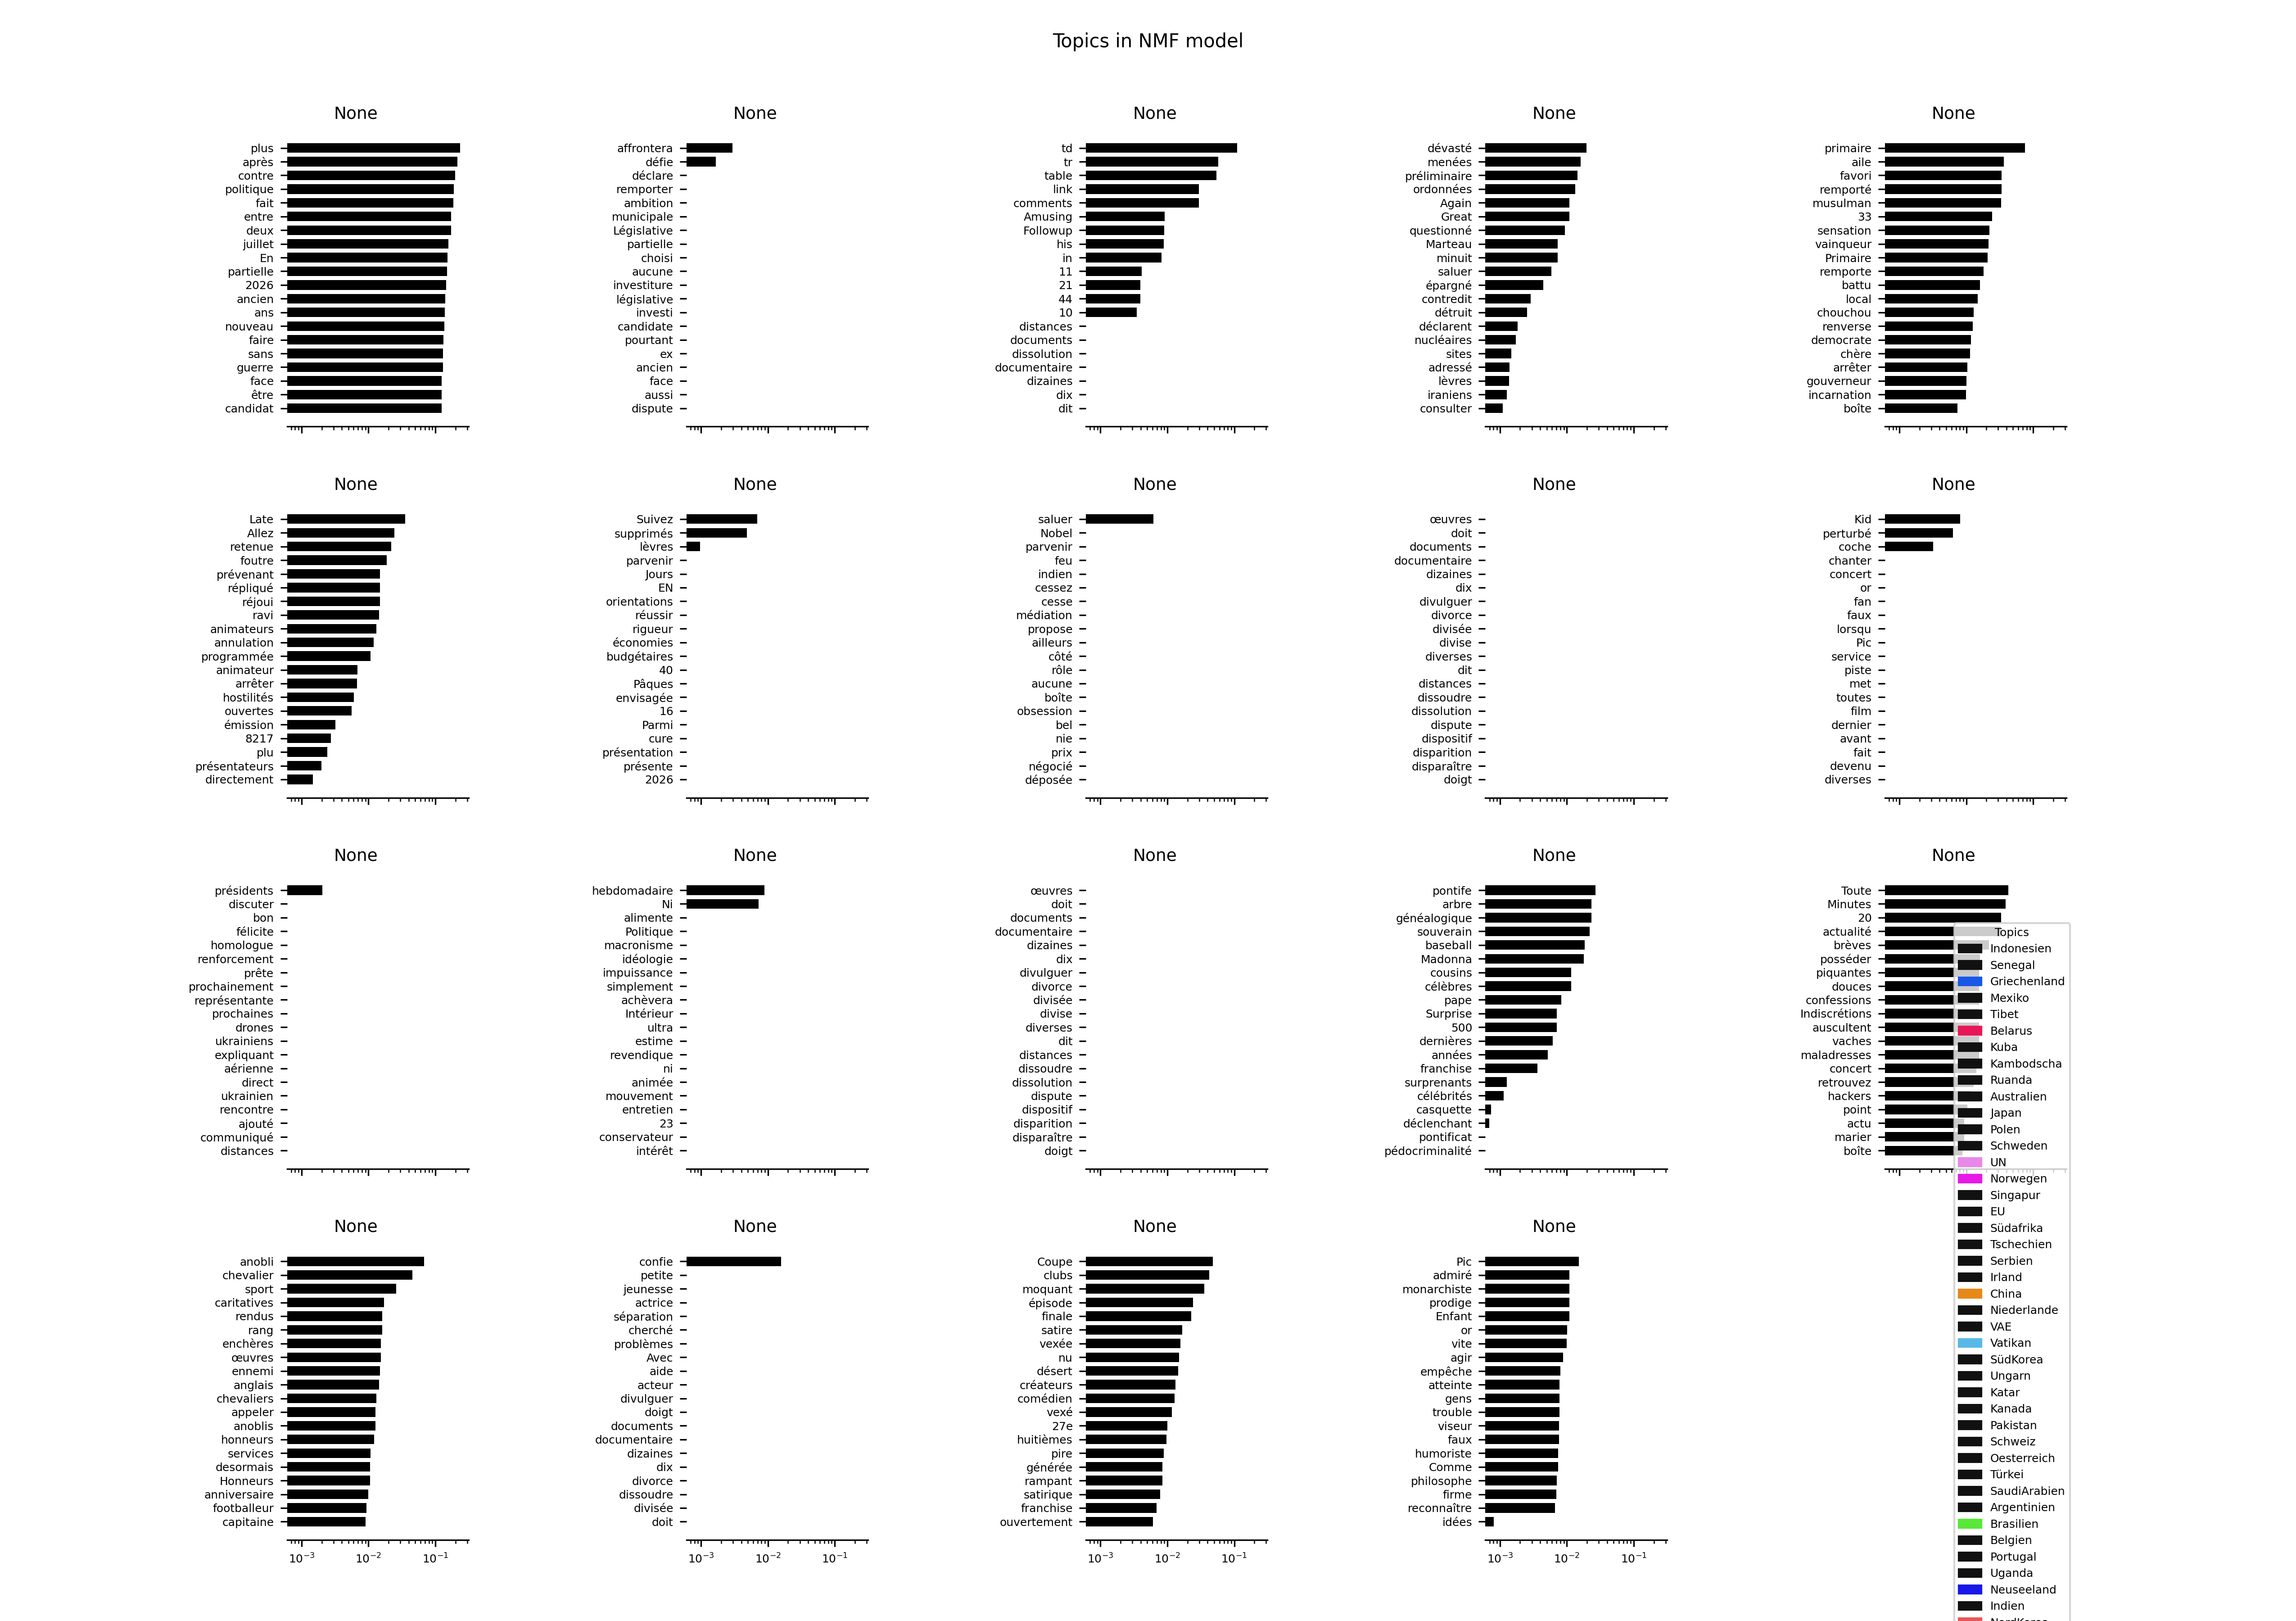 Topics in NMF model
None
plus
après
contre
politique
fait
entre
deux
juillet
En
partielle
2026
ancien
ans
nouveau
faire
sans
guerre
face
être
candidat
None
affrontera
défie
déclare
remporter
ambition
municipale
Législative
partielle
choisi
aucune
investiture
législative
investi
candidate
pourtant
ex
ancien
face
aussi
dispute
None
td
tr
table
link
comments
Amusing
Followup
his
in
11
21
44
10
distances
documents
dissolution
documentaire
dizaines
dix
dit
None
dévasté
menées
préliminaire
ordonnées
Again
Great
questionné
Marteau
minuit
saluer
épargné
contredit
détruit
déclarent
nucléaires
sites
adressé
lèvres
iraniens
consulter
None
primaire
aile
favori
remporté
musulman
33
sensation
vainqueur
Primaire
remporte
battu
local
chouchou
renverse
democrate
chère
arrêter
gouverneur
incarnation
boîte
None
Late
Allez
retenue
foutre
prévenant
répliqué
réjoui
ravi
animateurs
annulation
programmée
animateur
arrêter
hostilités
ouvertes
émission
8217
plu
présentateurs
directement
None
Suivez
supprimés
lèvres
parvenir
Jours
EN
orientations
réussir
rigueur
économies
budgétaires
40
Pâques
envisagée
16
Parmi
cure
présentation
présente
2026
None
saluer
Nobel
parvenir
feu
indien
cessez
cesse
médiation
propose
ailleurs
côté
rôle
aucune
boîte
obsession
bel
nie
prix
négocié
déposée
None
œuvres
doit
documents
documentaire
dizaines
dix
divulguer
divorce
divisée
divise
diverses
dit
distances
dissoudre
dissolution
dispute
dispositif
disparition
disparaître
doigt
None
Kid
perturbé
coche
chanter
concert
or
fan
faux
lorsqu
Pic
service
piste
met
toutes
film
dernier
avant
fait
devenu
diverses
None
présidents
discuter
bon
félicite
homologue
renforcement
prête
prochainement
représentante
prochaines
drones
ukrainiens
expliquant
aérienne
direct
ukrainien
rencontre
ajouté
communiqué
distances
None
hebdomadaire
Ni
alimente
Politique
macronisme
idéologie
impuissance
simplement
achèvera
Intérieur
ultra
estime
revendique
ni
animée
mouvement
entretien
23
conservateur
intérêt
None
œuvres
doit
documents
documentaire
dizaines
dix
divulguer
divorce
divisée
divise
diverses
dit
distances
dissoudre
dissolution
dispute
dispositif
disparition
disparaître
doigt
None
pontife
arbre
généalogique
souverain
baseball
Madonna
cousins
célèbres
pape
Surprise
500
dernières
années
franchise
surprenants
célébrités
casquette
déclenchant
pontificat
pédocriminalité
None
Toute
Minutes
20
actualité
brèves
posséder
piquantes
douces
confessions
Indiscrétions
auscultent
vaches
maladresses
concert
retrouvez
hackers
point
actu
marier
boîte
None
anobli
chevalier
sport
caritatives
rendus
rang
enchères
œuvres
ennemi
anglais
chevaliers
appeler
anoblis
honneurs
services
desormais
Honneurs
anniversaire
footballeur
capitaine
10⁻³ 10⁻² 10⁻¹
None
confie
petite
jeunesse
actrice
séparation
cherché
problèmes
Avec
aide
acteur
divulguer
doigt
documents
documentaire
dizaines
dix
divorce
dissoudre
divisée
doit
10⁻³ 10⁻² 10⁻¹
None
Coupe
clubs
moquant
épisode
finale
satire
vexée
nu
désert
créateurs
comédien
vexé
27e
huitièmes
pire
générée
rampant
satirique
franchise
ouvertement
10⁻³ 10⁻² 10⁻¹
None
Pic
admiré
monarchiste
prodige
Enfant
or
vite
agir
empêche
atteinte
gens
trouble
viseur
faux
humoriste
Comme
philosophe
firme
reconnaître
idées
10⁻³ 10⁻² 10⁻¹
Topics
Indonesien
Senegal
Griechenland
Mexiko
Tibet
Belarus
Kuba
Kambodscha
Ruanda
Australien
Japan
Polen
Schweden
UN
Norwegen
Singapur
EU
Südafrika
Tschechien
Serbien
Irland
China
Niederlande
VAE
Vatikan
SüdKorea
Ungarn
Katar
Kanada
Pakistan
Schweiz
Oesterreich
Türkei
SaudiArabien
Argentinien
Brasilien
Belgien
Portugal
Uganda
Neuseeland
Indien
NordKorea